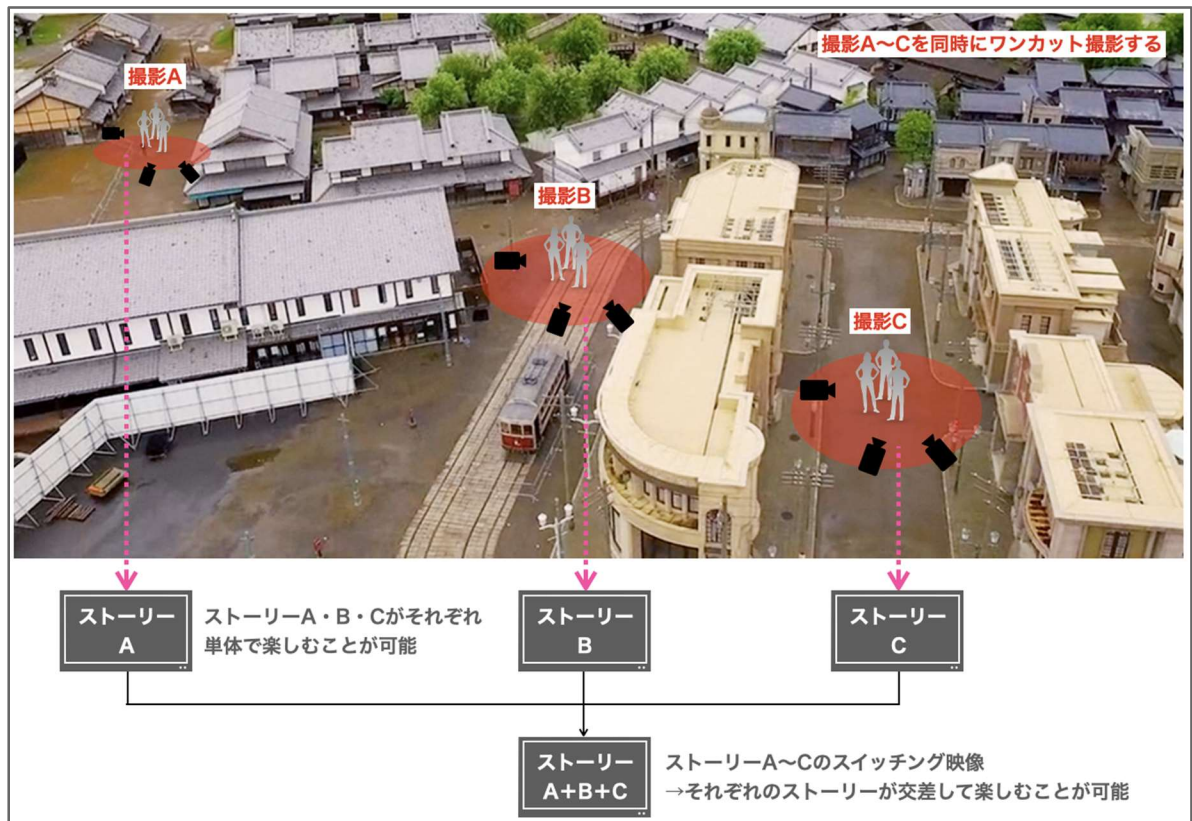 撮影A〜Cを同時にワンカット撮影する
撮影A
撮影B
撮影C
ストーリー
A
ストーリーA・B・Cがそれぞれ
単体で楽しむことが可能
ストーリー
B
ストーリー
C
ストーリー
A+B+C
ストーリーA〜Cのスイッチング映像
→それぞれのストーリーが交差して楽しむことが可能